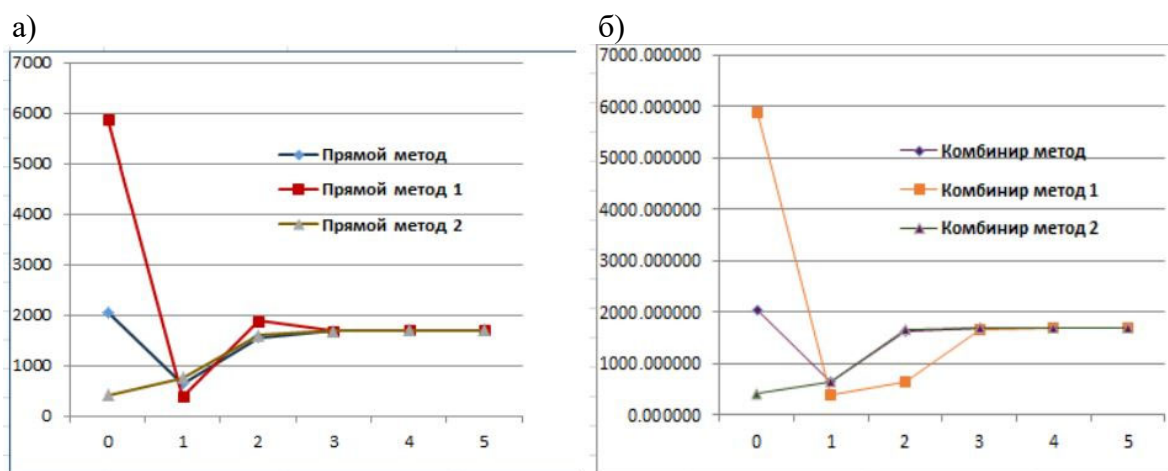 а)
7000
6000
5000
4000
3000
2000
1000
0
0 1 2 3 4 5
Прямой метод
Прямой метод 1
Прямой метод 2
б)
7000.000000
6000.000000
5000.000000
4000.000000
3000.000000
2000.000000
1000.000000
0.000000
0 1 2 3 4 5
Комбинир метод
Комбинир метод 1
Комбинир метод 2